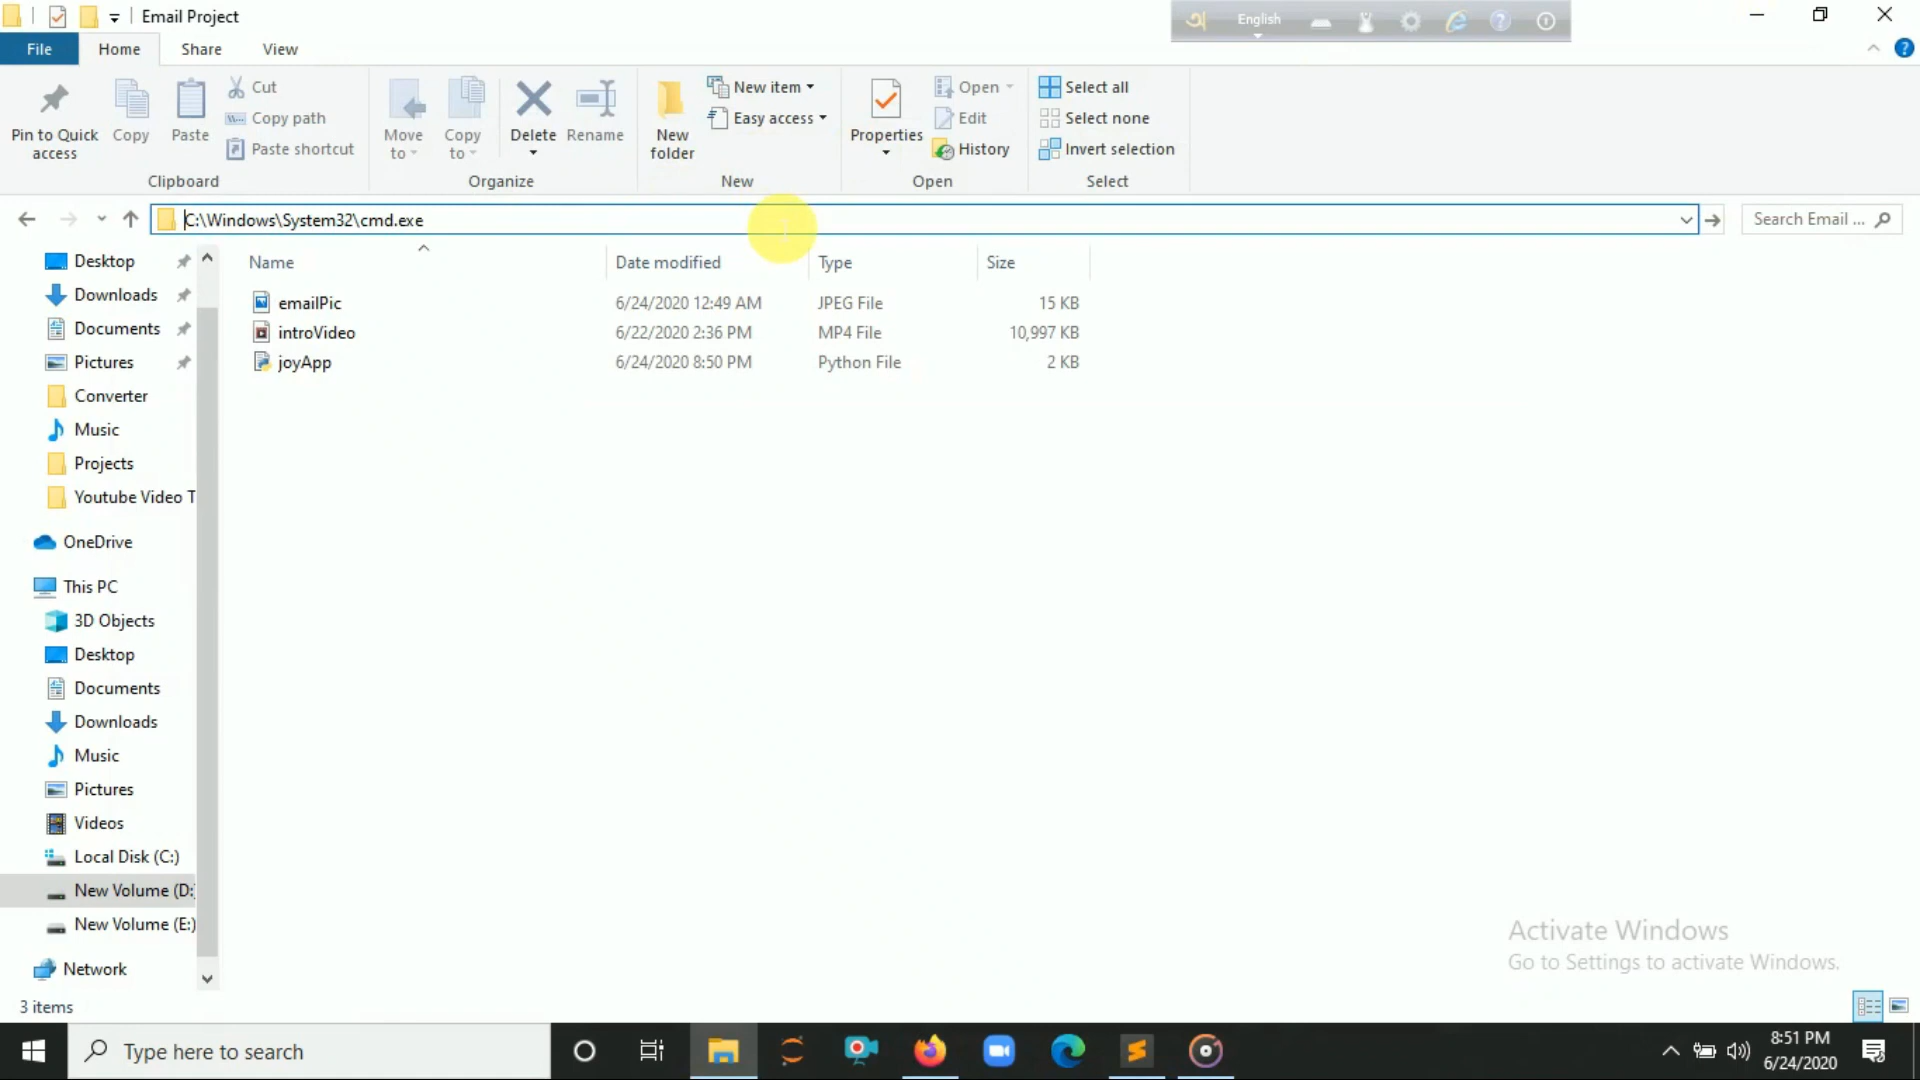 Email Project
English
File
Home
Share
View
Pin to Quick access
Copy
Paste
Cut
Copy path
Paste shortcut
Clipboard
Move to
Copy to
Delete
Rename
Organize
New folder
New item
Easy access
New
Properties
Open
Edit
History
Open
Select all
Select none
Invert selection
Select
C:\Windows\System32\cmd.exe
Search Email ...
Name Date modified Type Size
emailPic 6/24/2020 12:49 AM JPEG File 15 KB
introVideo 6/22/2020 2:36 PM MP4 File 10,997 KB
joyApp 6/24/2020 8:50 PM Python File 2 KB
Desktop
Downloads
Documents
Pictures
Converter
Music
Projects
Youtube Video T
OneDrive
This PC
3D Objects
Desktop
Documents
Downloads
Music
Pictures
Videos
Local Disk (C:)
New Volume (D:
New Volume (E:)
Network
Activate Windows
Go to Settings to activate Windows.
3 items
Type here to search
8:51 PM
6/24/2020